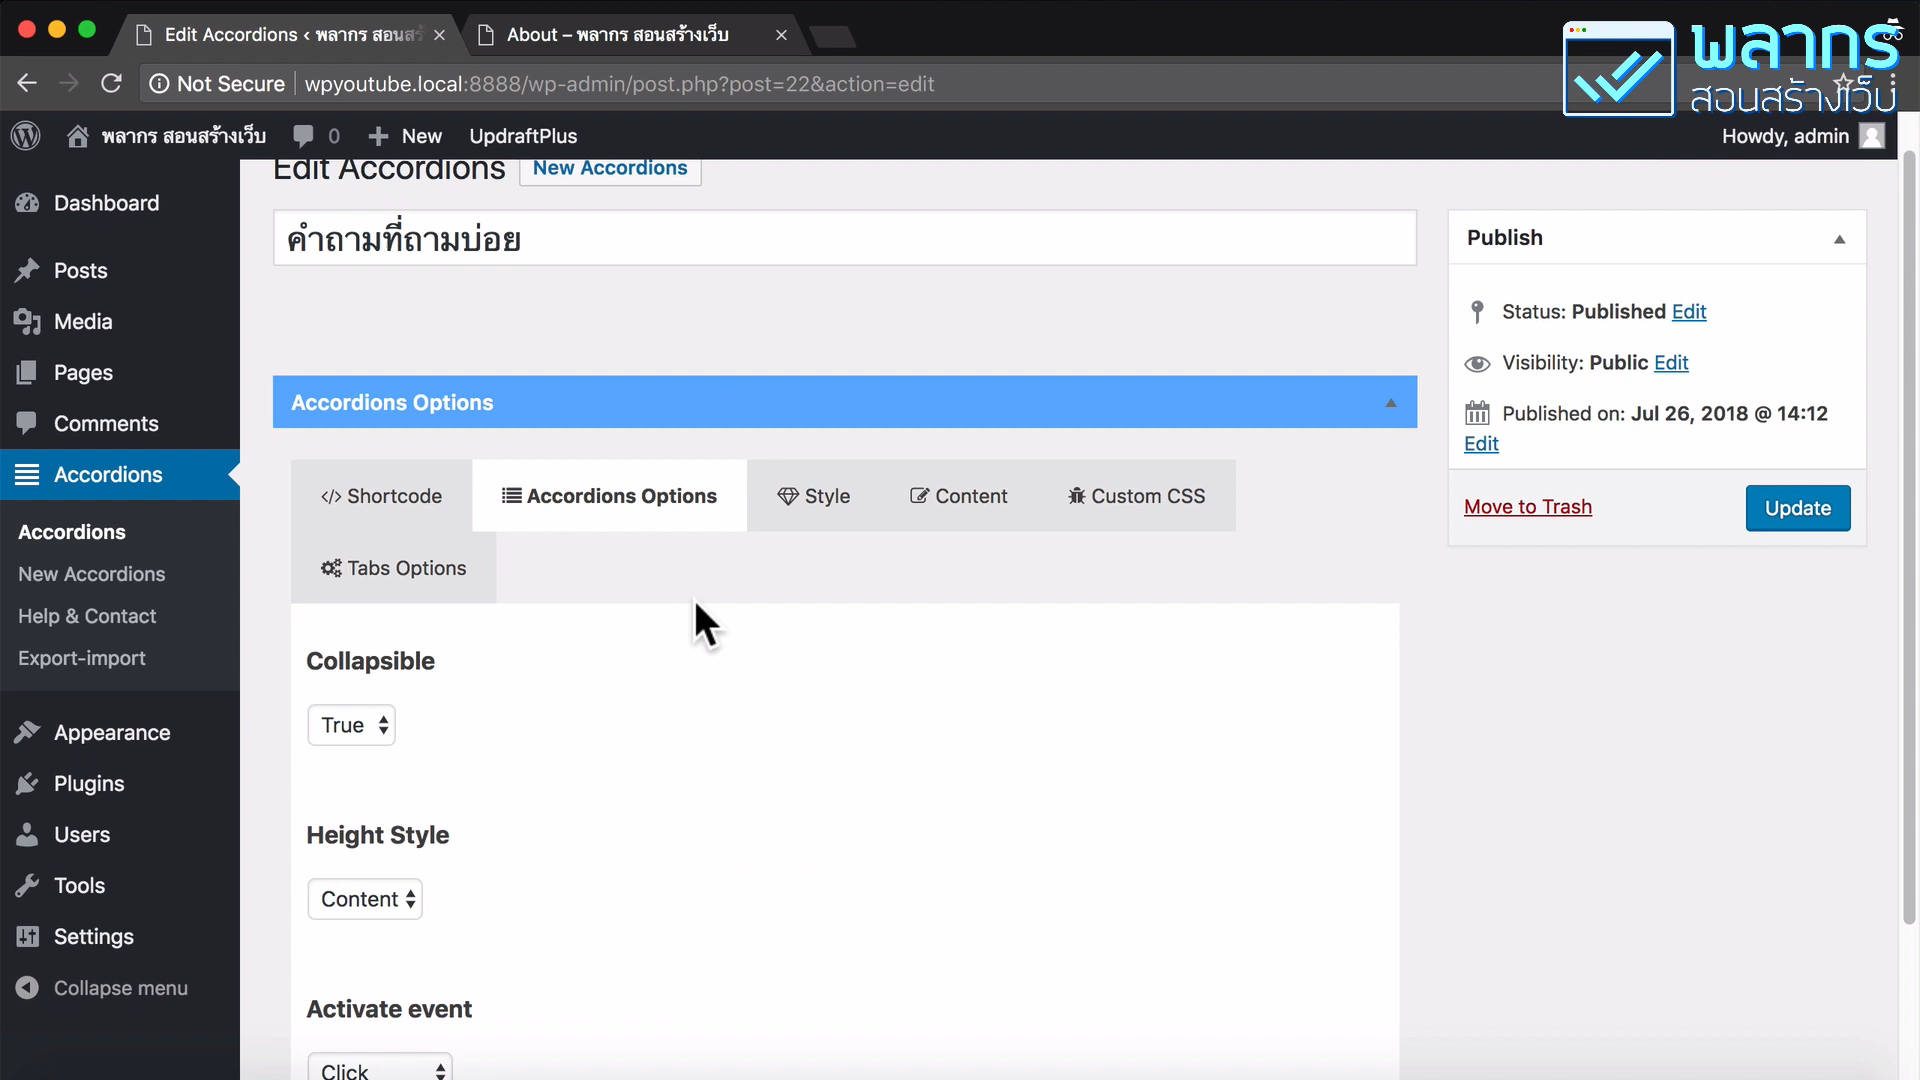 Edit Accordions ‹ พลากร สอนสร้
About – พลากร สอนสร้างเว็บ
พลากร
สอนสร้างเว็บ
Not Secure wpyoutube.local:8888/wp-admin/post.php?post=22&action=edit
พลากร สอนสร้างเว็บ 0 New UpdraftPlus
Howdy, admin
Edit Accordions New Accordions
Dashboard
Posts
Media
Pages
Comments
Accordions
Accordions
New Accordions
Help & Contact
Export-import
Appearance
Plugins
Users
Tools
Settings
Collapse menu
คำถามที่ถามบ่อย
Accordions Options
Shortcode
Accordions Options
Style
Content
Custom CSS
Tabs Options
Collapsible
True
Height Style
Content
Activate event
Click
Publish
Status: Published Edit
Visibility: Public Edit
Published on: Jul 26, 2018 @ 14:12
Edit
Move to Trash
Update